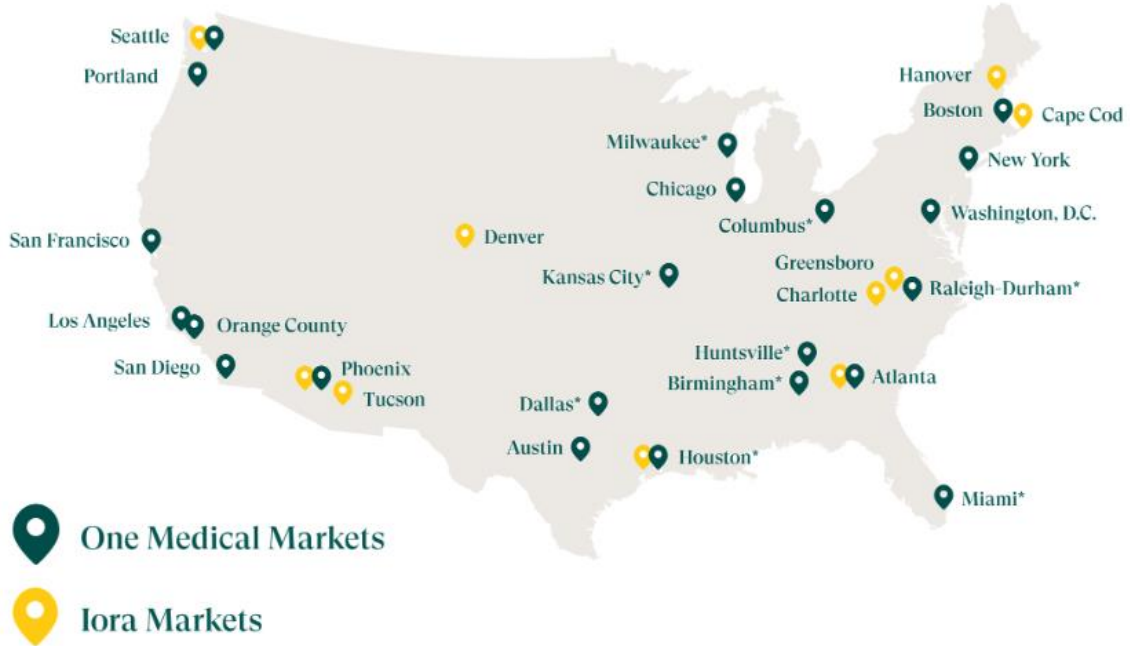 Seattle
Portland
Hanover
Boston
Cape Cod
Milwaukee*
New York
Chicago
Columbus*
Washington, D.C.
San Francisco
Denver
Kansas City*
Greensboro
Charlotte
Raleigh-Durham*
Los Angeles
Orange County
San Diego
Phoenix
Tucson
Huntsville*
Birmingham*
Atlanta
Dallas*
Austin
Houston*
Miami*
One Medical Markets
Iora Markets